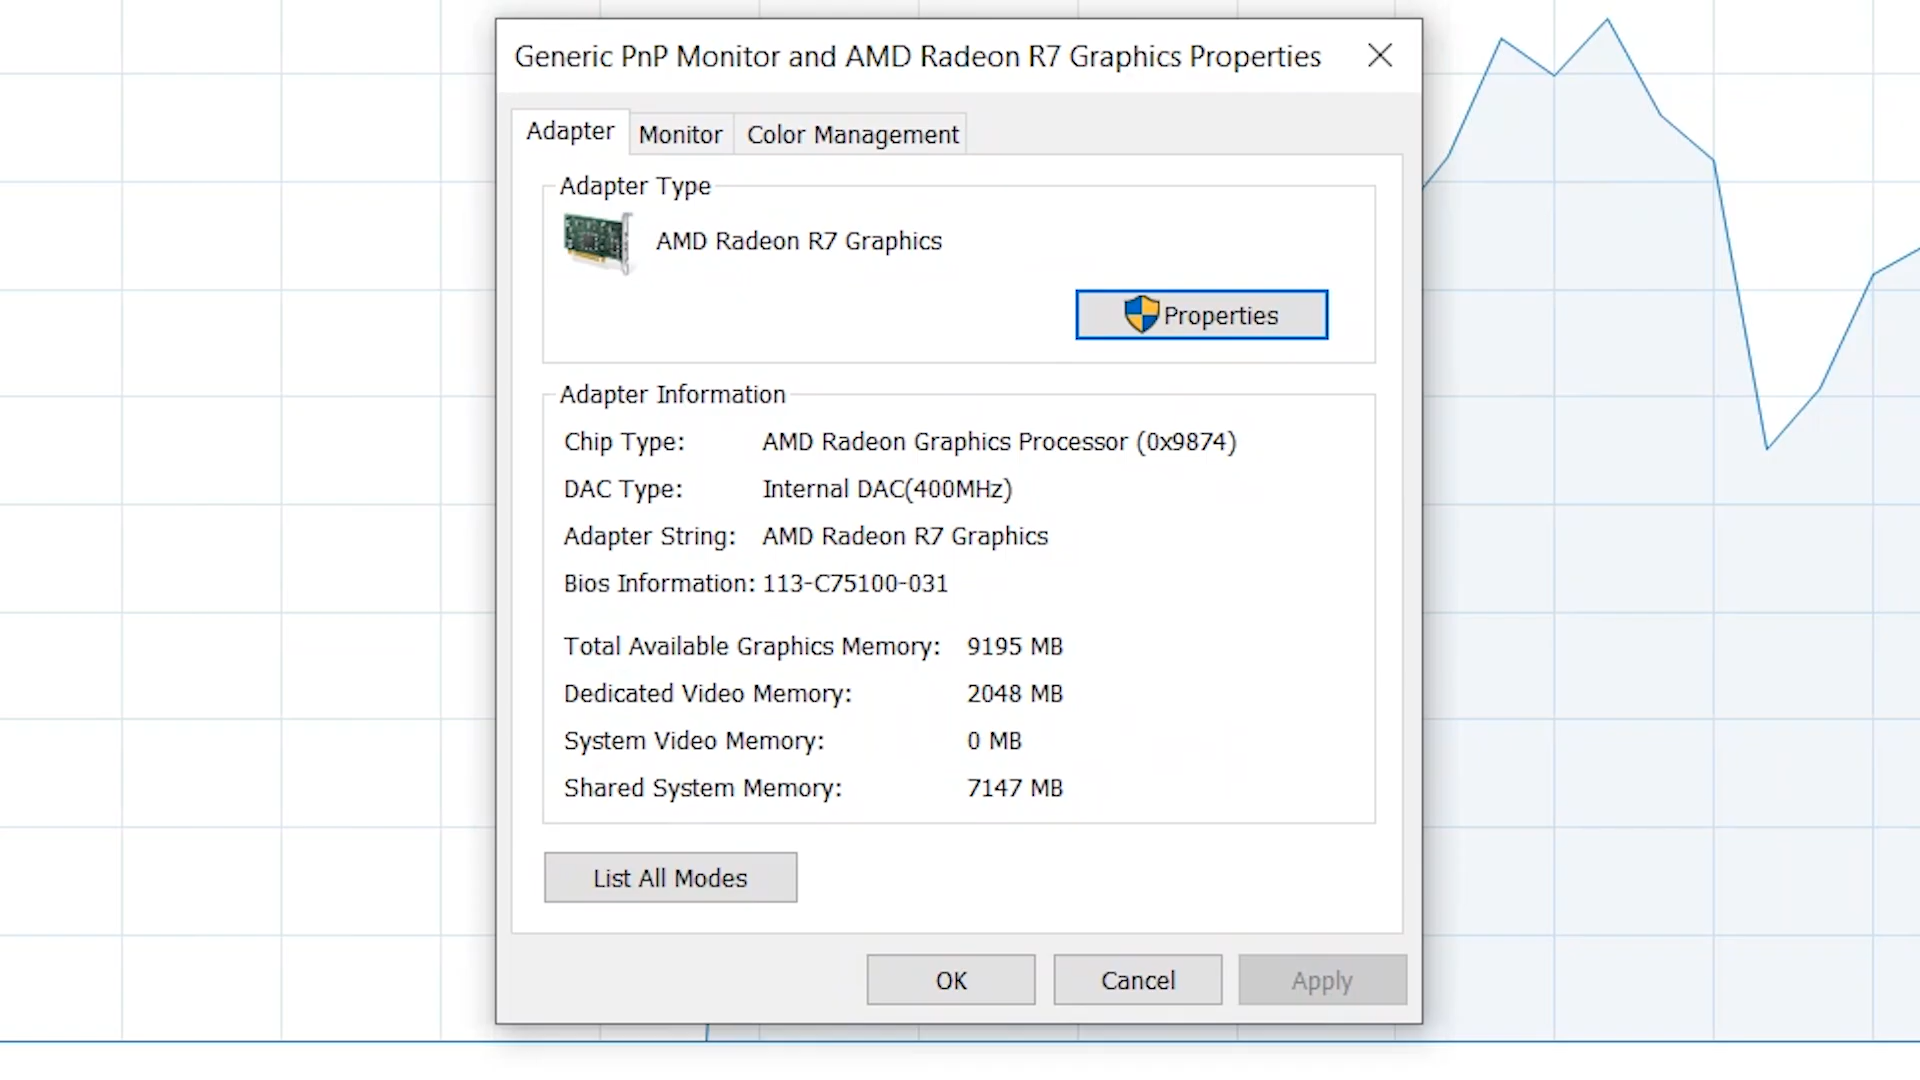 Generic PnP Monitor and AMD Radeon R7 Graphics Properties
Adapter
Monitor
Color Management
Adapter Type
AMD Radeon R7 Graphics
Properties
Adapter Information
Chip Type: AMD Radeon Graphics Processor (0x9874)
DAC Type: Internal DAC(400MHz)
Adapter String: AMD Radeon R7 Graphics
Bios Information: 113-C75100-031
Total Available Graphics Memory: 9195 MB
Dedicated Video Memory: 2048 MB
System Video Memory: 0 MB
Shared System Memory: 7147 MB
List All Modes
OK
Cancel
Apply